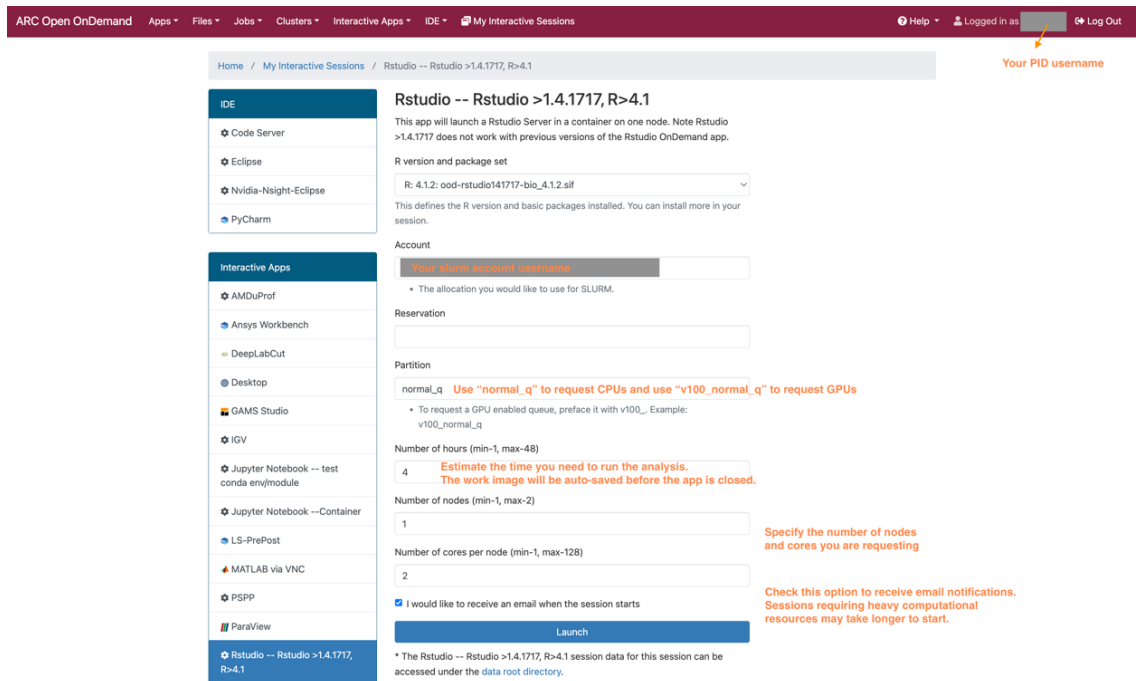 ARC Open OnDemand Apps Files Jobs Clusters Interactive Apps IDE My Interactive Sessions Help Logged in as Log Out
Your PID username
Home / My Interactive Sessions / Rstudio -- Rstudio >1.4.1717, R>4.1
IDE
Code Server
Eclipse
Nvidia-Nsight-Eclipse
PyCharm
Interactive Apps
AMDuProf
Ansys Workbench
DeepLabCut
Desktop
GAMS Studio
IGV
Jupyter Notebook -- test
conda env/module
Jupyter Notebook --Container
LS-PrePost
MATLAB via VNC
PSPP
ParaView
Rstudio -- Rstudio >1.4.1717,
R>4.1
Rstudio -- Rstudio >1.4.1717, R>4.1
This app will launch a Rstudio Server in a container on one node. Note Rstudio
>1.4.1717 does not work with previous versions of the Rstudio OnDemand app.
R version and package set
R: 4.1.2: ood-rstudio141717-bio_4.1.2.sif
This defines the R version and basic packages installed. You can install more in your
session.
Account
Your slurm account username
• The allocation you would like to use for SLURM.
Reservation
Partition
normal_q Use “normal_q” to request CPUs and use “v100_normal_q” to request GPUs
• To request a GPU enabled queue, preface it with v100_. Example:
v100_normal_q
Number of hours (min-1, max-48)
4
Estimate the time you need to run the analysis.
The work image will be auto-saved before the app is closed.
Number of nodes (min-1, max-2)
1
Specify the number of nodes
and cores you are requesting
Number of cores per node (min-1, max-128)
2
I would like to receive an email when the session starts
Check this option to receive email notifications.
Sessions requiring heavy computational
resources may take longer to start.
Launch
* The Rstudio -- Rstudio >1.4.1717, R>4.1 session data for this session can be
accessed under the data root directory.